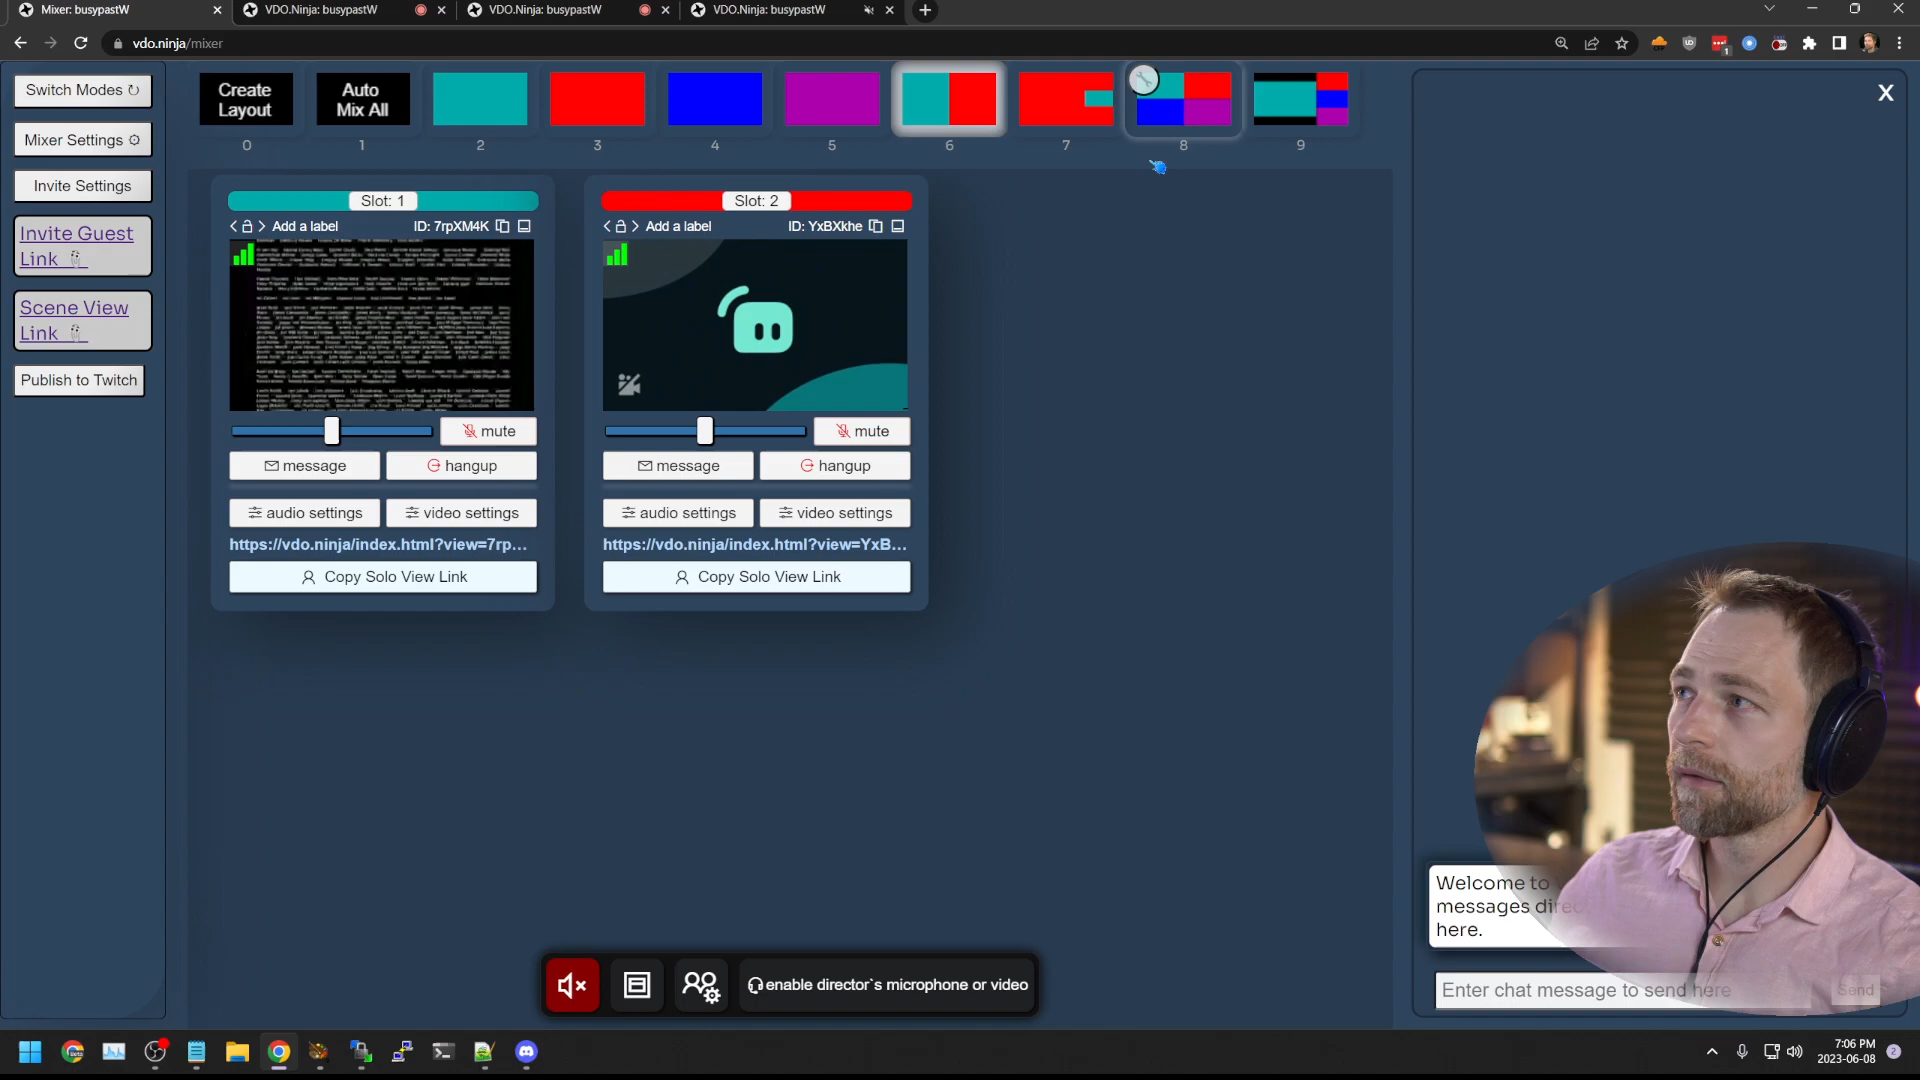 Mixer: busypastW
VDO.Ninja: busypastW
VDO.Ninja: busypastW
VDO.Ninja: busypastW
vdo.ninja/mixer
1
Switch Modes
Mixer Settings
Invite Settings
Invite Guest
Link
Scene View
Link
Publish to Twitch
Create
Layout
Auto
Mix All
0
1
2
3
4
5
6
7
8
9
X
Slot: 1
Add a label
ID: 7rpXM4K
mute
message
hangup
audio settings
video settings
https://vdo.ninja/index.html?view=7rp...
Copy Solo View Link
Slot: 2
Add a label
ID: YxBXkhe
mute
message
hangup
audio settings
video settings
https://vdo.ninja/index.html?view=YxB...
Copy Solo View Link
enable director`s microphone or video
Welcome to
messages
here.
Enter chat message to send here
Send
7:06 PM
2023-06-08
2